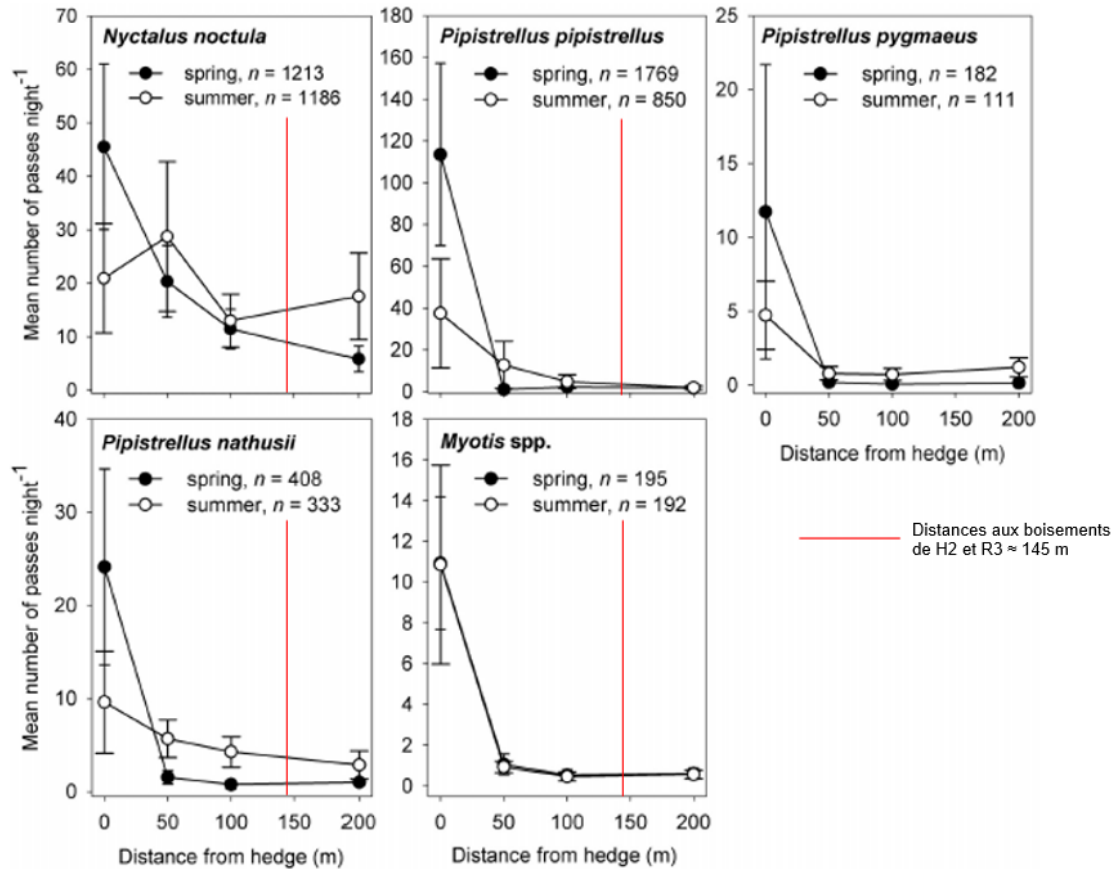 Nyctalus noctula
spring, n = 1213
summer, n = 1186
70
60
50
40
30
20
10
0
Mean number of passes night-1
Pipistrellus pipistrellus
spring, n = 1769
summer, n = 850
180
160
140
120
100
80
60
40
20
0
Pipistrellus pygmaeus
spring, n = 182
summer, n = 111
25
20
15
10
5
0
0 50 100 150 200
Distance from hedge (m)
Pipistrellus nathusii
spring, n = 408
summer, n = 333
40
30
20
10
0
Mean number of passes night-1
0 50 100 150 200
Distance from hedge (m)
Myotis spp.
spring, n = 195
summer, n = 192
18
16
14
12
10
8
6
4
2
0
0 50 100 150 200
Distance from hedge (m)
Distances aux boisements
de H2 et R3 ≈ 145 m